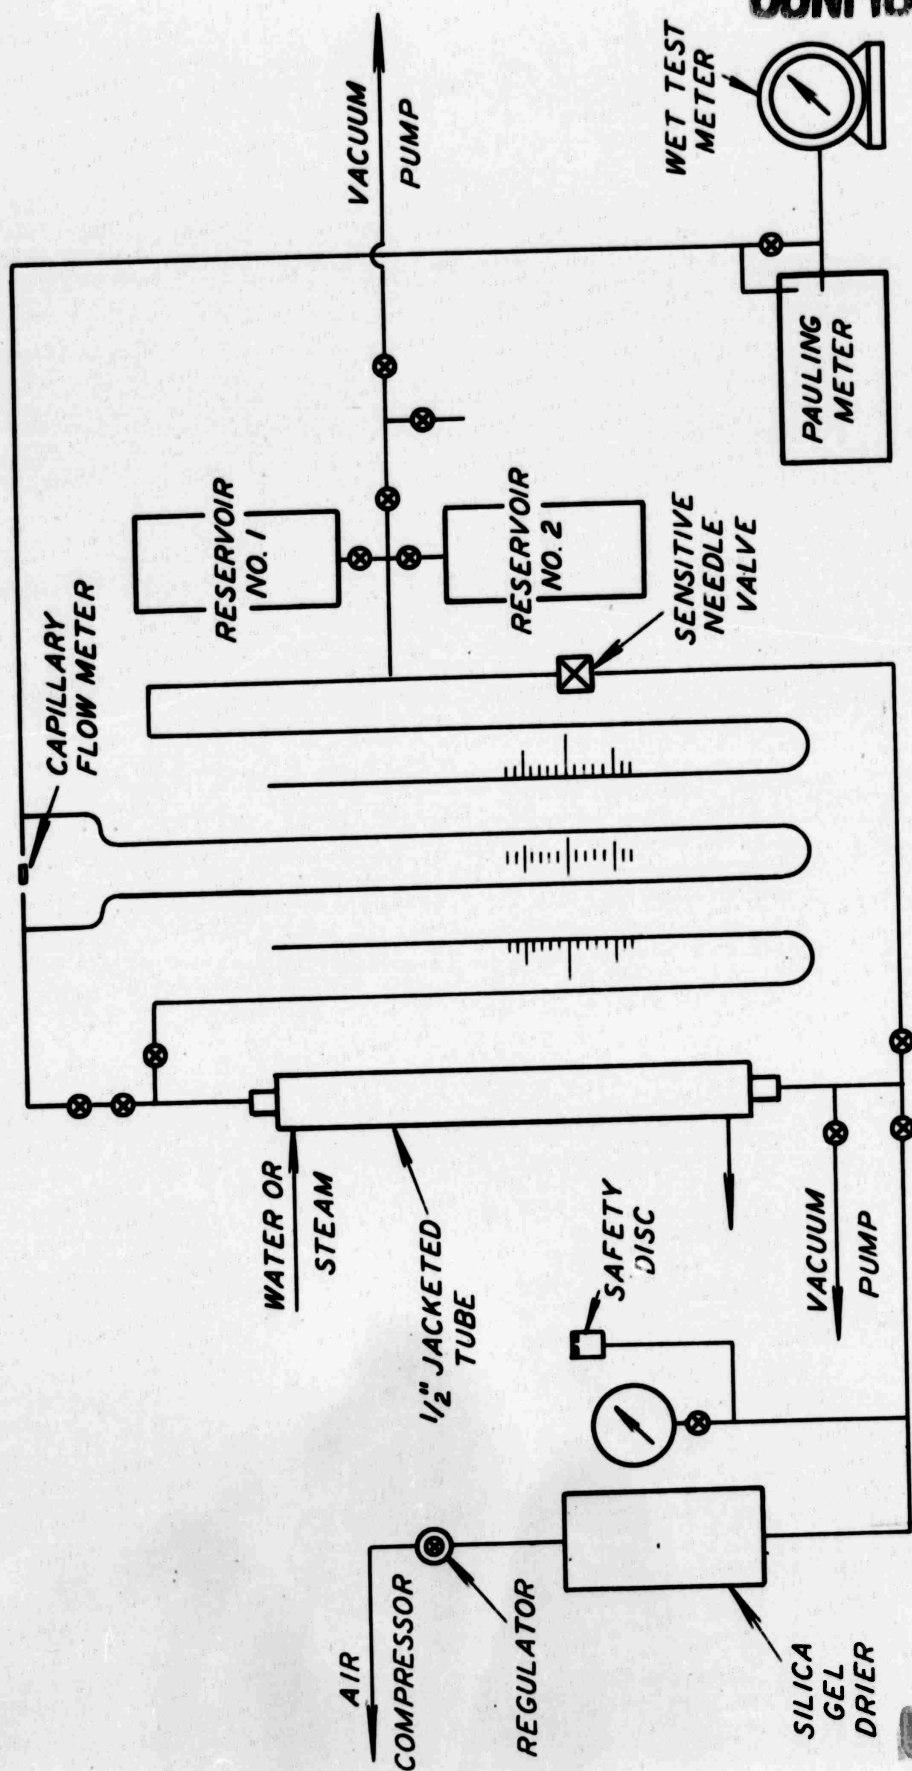 CAPILLARY
FLOW METER
VACUUM
PUMP
WET TEST
METER
RESERVOIR
NO. 1
RESERVOIR
NO. 2
PAULING
METER
SENSITIVE
NEEDLE
VALVE
WATER OR
STEAM
1/2" JACKETED
TUBE
SAFETY
DISC
VACUUM
PUMP
AIR
COMPRESSOR
REGULATOR
SILICA
GEL
DRIER